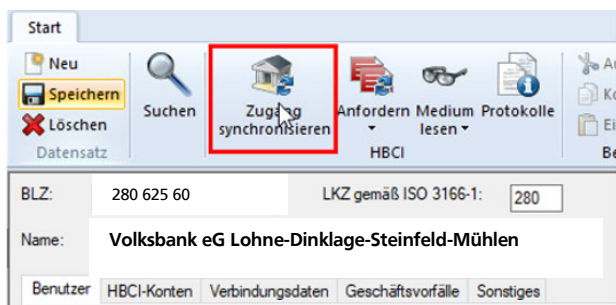 Start
Neu
Speichern
Löschen
Datensatz
Suchen
Zugang synchronisieren
Anfordern
Medium lesen
Protokolle
HBCI
BLZ: 280 625 60 LKZ gemäß ISO 3166-1: 280
Name: Volksbank eG Lohne-Dinklage-Steinfeld-Mühlen
Benutzer HBCI-Konten Verbindungsdaten Geschäftsvorfälle Sonstiges